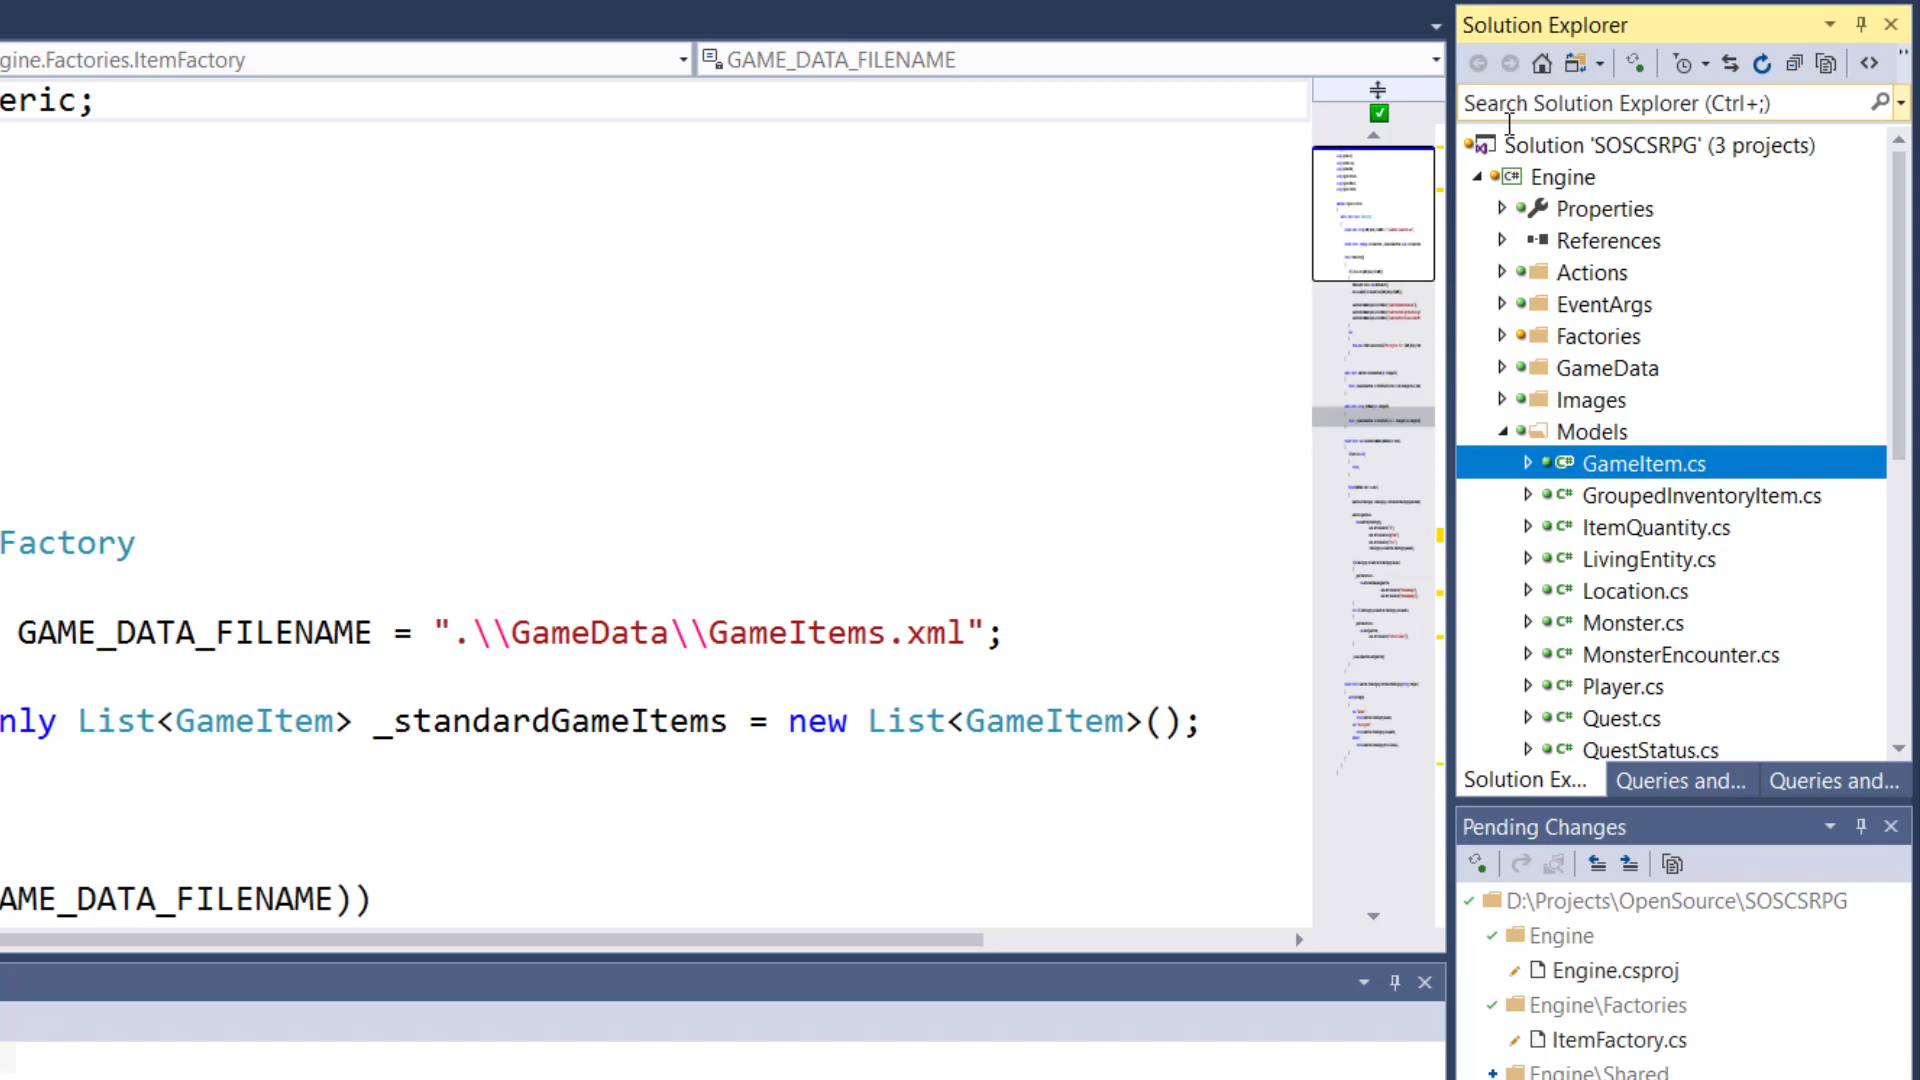 gine.Factories.ItemFactory
GAME_DATA_FILENAME
eric;
Factory
GAME_DATA_FILENAME = ".\\GameData\\GameItems.xml";
nly List<GameItem> _standardGameItems = new List<GameItem>();
AME_DATA_FILENAME))
Solution Explorer
Search Solution Explorer (Ctrl+;)
Solution 'SOSCSRPG' (3 projects)
C# Engine
Properties
References
Actions
EventArgs
Factories
GameData
Images
Models
C# GameItem.cs
C# GroupedInventoryItem.cs
C# ItemQuantity.cs
C# LivingEntity.cs
C# Location.cs
C# Monster.cs
C# MonsterEncounter.cs
C# Player.cs
C# Quest.cs
C# QuestStatus.cs
Solution Ex...
Queries and...
Queries and...
Pending Changes
D:\Projects\OpenSource\SOSCSRPG
Engine
Engine.csproj
Engine\Factories
ItemFactory.cs
Engine\Shared